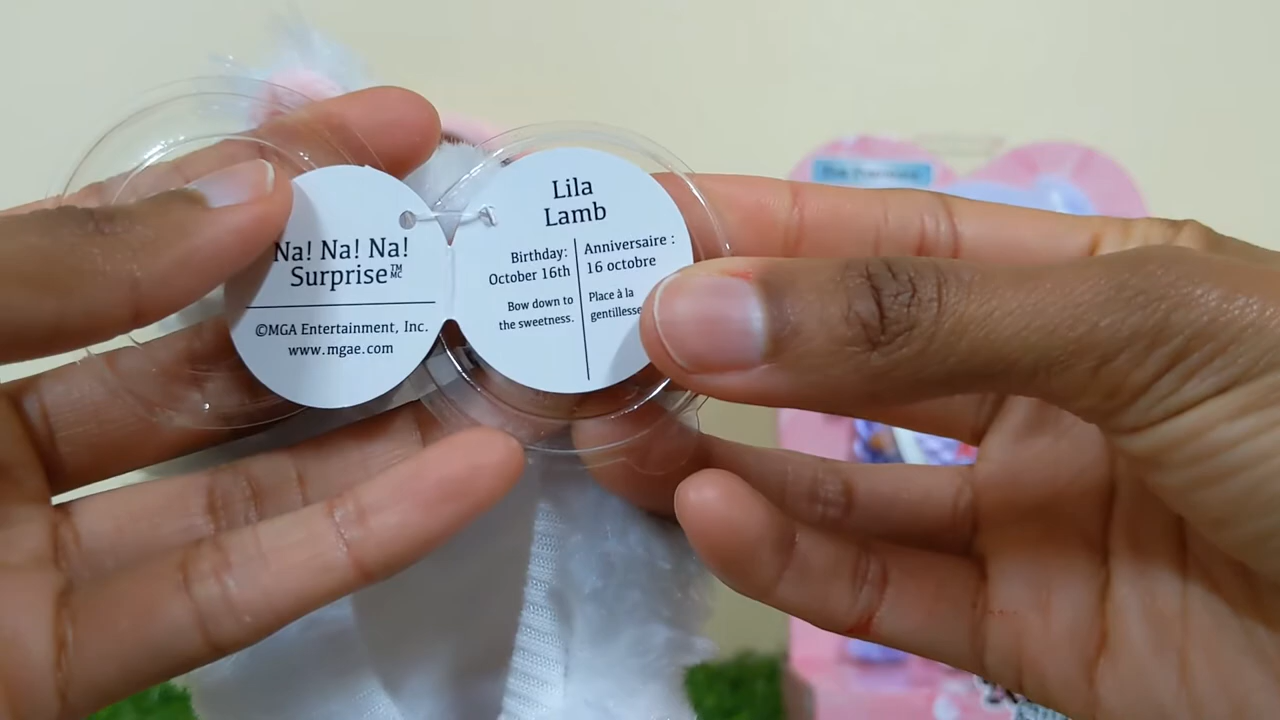 Na! Na! Na!
Surprise™
MC
©MGA Entertainment, Inc.
www.mgae.com
Lila
Lamb
Birthday:
October 16th
Bow down to
the sweetness.
Anniversaire :
16 octobre
Place à la
gentillesse